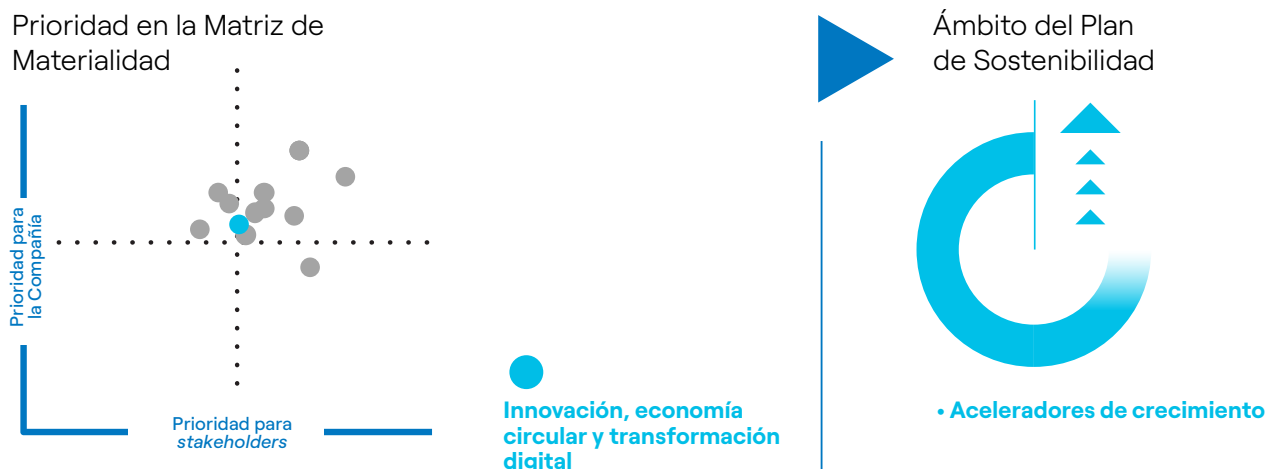 Prioridad en la Matriz de
Materialidad
Prioridad para
la Compañía
Prioridad para
stakeholders
Innovación, economía
circular y transformación
digital
Ámbito del Plan
de Sostenibilidad
• Aceleradores de crecimiento